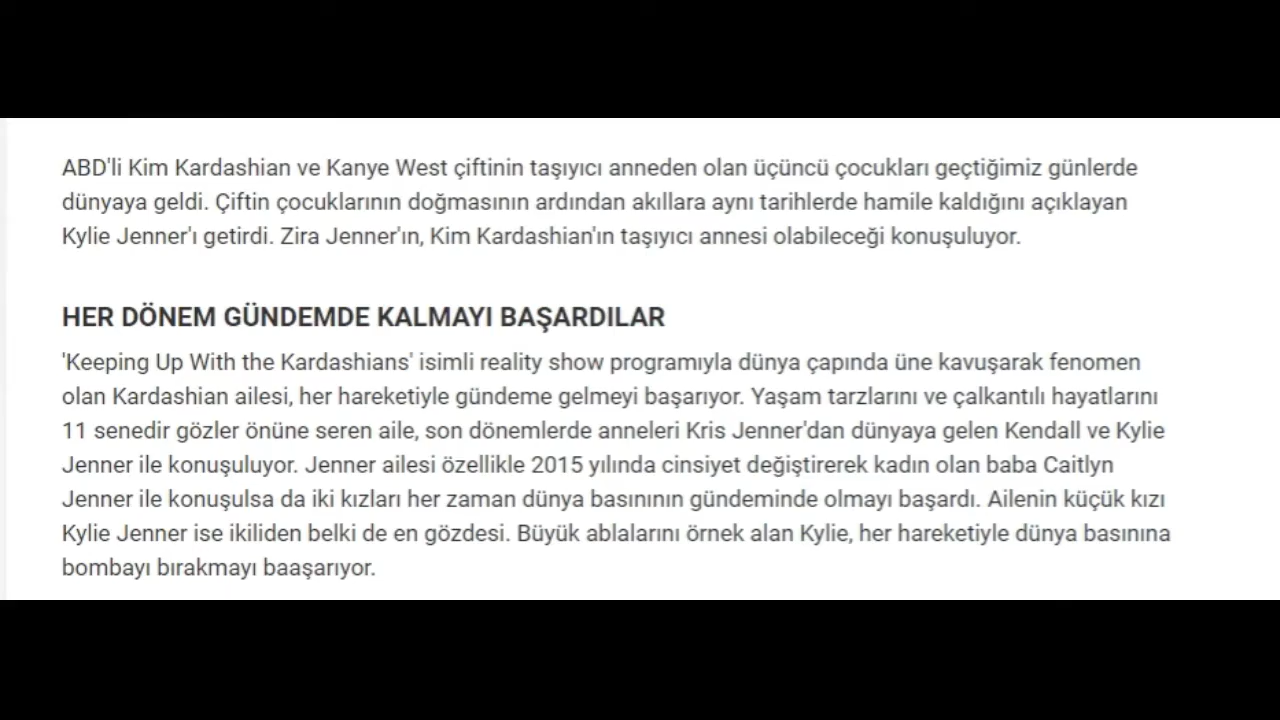 ABD'li Kim Kardashian ve Kanye West çiftinin taşıyıcı anneden olan üçüncü çocukları geçtiğimiz günlerde
dünyaya geldi. Çiftin çocuklarının doğmasının ardından akıllara aynı tarihlerde hamile kaldığını açıklayan
Kylie Jenner'ı getirdi. Zira Jenner'ın, Kim Kardashian'ın taşıyıcı annesi olabileceği konuşuluyor.
HER DÖNEM GÜNDEMDE KALMAYI BAŞARDILAR
'Keeping Up With the Kardashians' isimli reality show programıyla dünya çapında üne kavuşarak fenomen
olan Kardashian ailesi, her hareketiyle gündeme gelmeyi başarıyor. Yaşam tarzlarını ve çalkantılı hayatlarını
11 senedir gözler önüne seren aile, son dönemlerde anneleri Kris Jenner'dan dünyaya gelen Kendall ve Kylie
Jenner ile konuşuluyor. Jenner ailesi özellikle 2015 yılında cinsiyet değiştirerek kadın olan baba Caitlyn
Jenner ile konuşulsa da iki kızları her zaman dünya basınının gündeminde olmayı başardı. Ailenin küçük kızı
Kylie Jenner ise ikiliden belki de en gözdesi. Büyük ablalarını örnek alan Kylie, her hareketiyle dünya basınına
bombayı bırakmayı baaşarıyor.